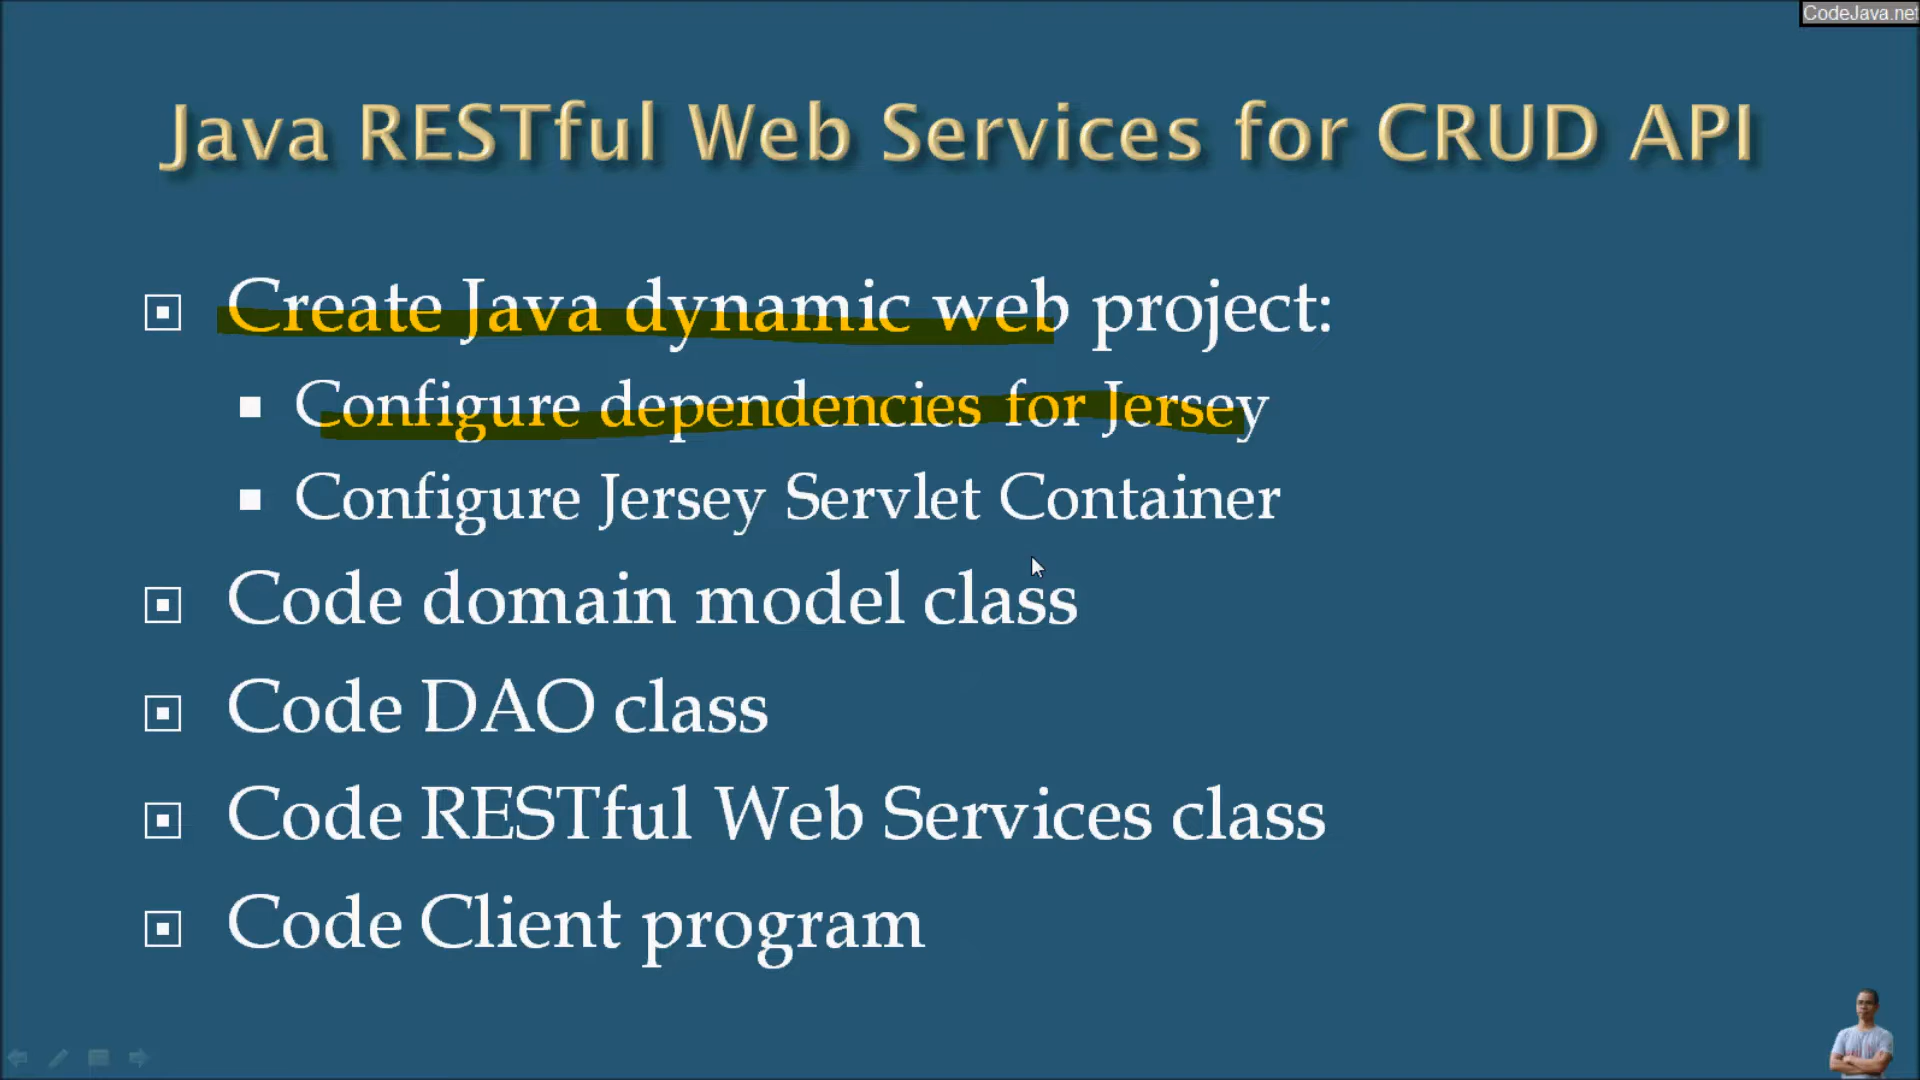 CodeJava.net
Java RESTful Web Services for CRUD API
Create Java dynamic web project:
Configure dependencies for Jersey
Configure Jersey Servlet Container
Code domain model class
Code DAO class
Code RESTful Web Services class
Code Client program